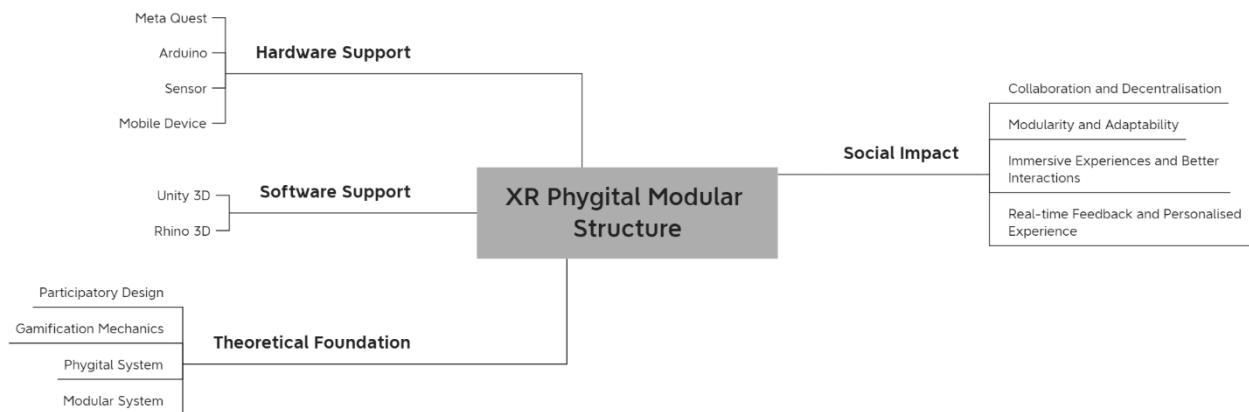 Meta Quest
Arduino
Sensor
Mobile Device
Hardware Support
Unity 3D
Rhino 3D
Software Support
Participatory Design
Gamification Mechanics
Phygital System
Modular System
Theoretical Foundation
XR Phygital Modular
Structure
Social Impact
Collaboration and Decentralisation
Modularity and Adaptability
Immersive Experiences and Better
Interactions
Real-time Feedback and Personalised
Experience